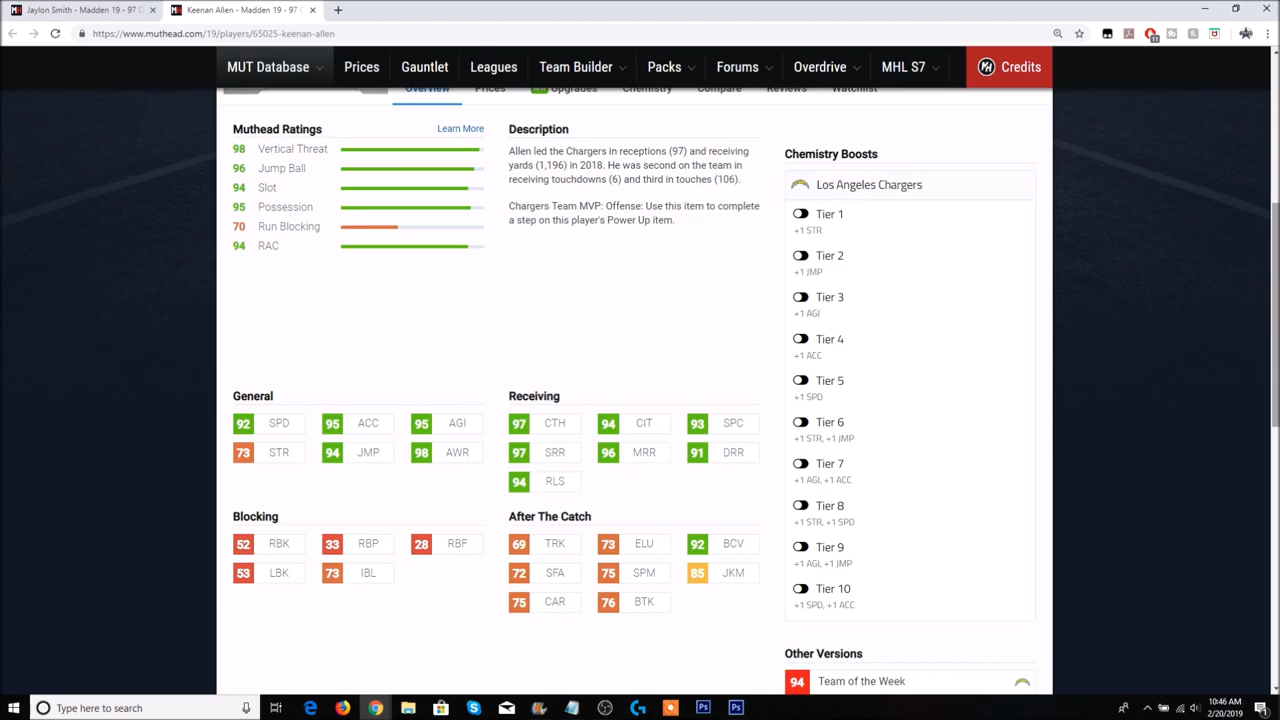 Jaylon Smith - Madden 19 - 97 O
Keenan Allen - Madden 19 - 97 O
https://www.muthead.com/19/players/65025-keenan-allen
11
MUT Database
Prices
Gauntlet
Leagues
Team Builder
Packs
Forums
Overdrive
MHL S7
Credits
Overview
Prices
Upgrades
Chemistry
Compare
Reviews
Watchlist
Muthead Ratings
Learn More
98 Vertical Threat
96 Jump Ball
94 Slot
95 Possession
70 Run Blocking
94 RAC
Description
Allen led the Chargers in receptions (97) and receiving
yards (1,196) in 2018. He was second on the team in
receiving touchdowns (6) and third in touches (106).
Chargers Team MVP: Offense: Use this item to complete
a step on this player's Power Up item.
General
92 SPD 95 ACC 95 AGI
73 STR 94 JMP 98 AWR
Receiving
97 CTH 94 CIT 93 SPC
97 SRR 96 MRR 91 DRR
94 RLS
Blocking
52 RBK 33 RBP 28 RBF
53 LBK 73 IBL
After The Catch
69 TRK 73 ELU 92 BCV
72 SFA 75 SPM 85 JKM
75 CAR 76 BTK
Chemistry Boosts
Los Angeles Chargers
Tier 1
+1 STR
Tier 2
+1 JMP
Tier 3
+1 AGI
Tier 4
+1 ACC
Tier 5
+1 SPD
Tier 6
+1 STR, +1 JMP
Tier 7
+1 AGI, +1 ACC
Tier 8
+1 STR, +1 SPD
Tier 9
+1 AGI, +1 JMP
Tier 10
+1 SPD, +1 ACC
Other Versions
94 Team of the Week
Type here to search
10:46 AM
2/20/2019